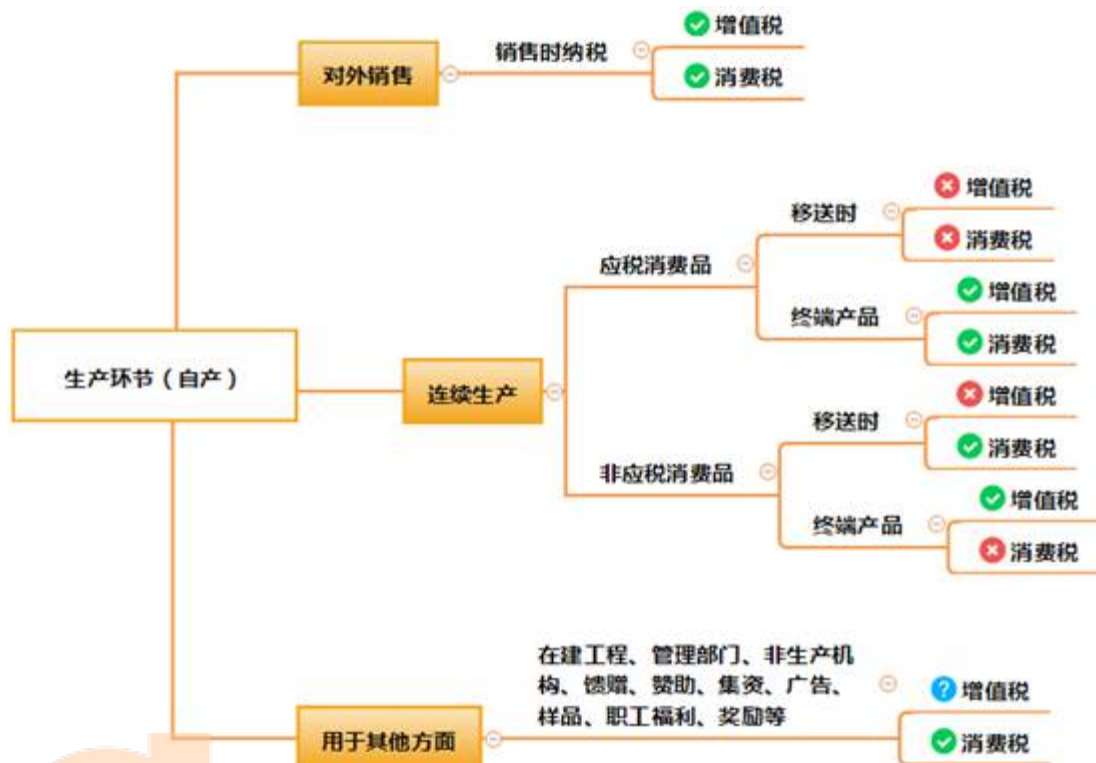 生产环节（自产）
对外销售
销售时纳税
增值税
消费税
连续生产
应税消费品
移送时
增值税
消费税
终端产品
增值税
消费税
非应税消费品
移送时
增值税
消费税
终端产品
增值税
消费税
用于其他方面
在建工程、管理部门、非生产机
构、馈赠、赞助、集资、广告、
样品、职工福利、奖励等
增值税
消费税